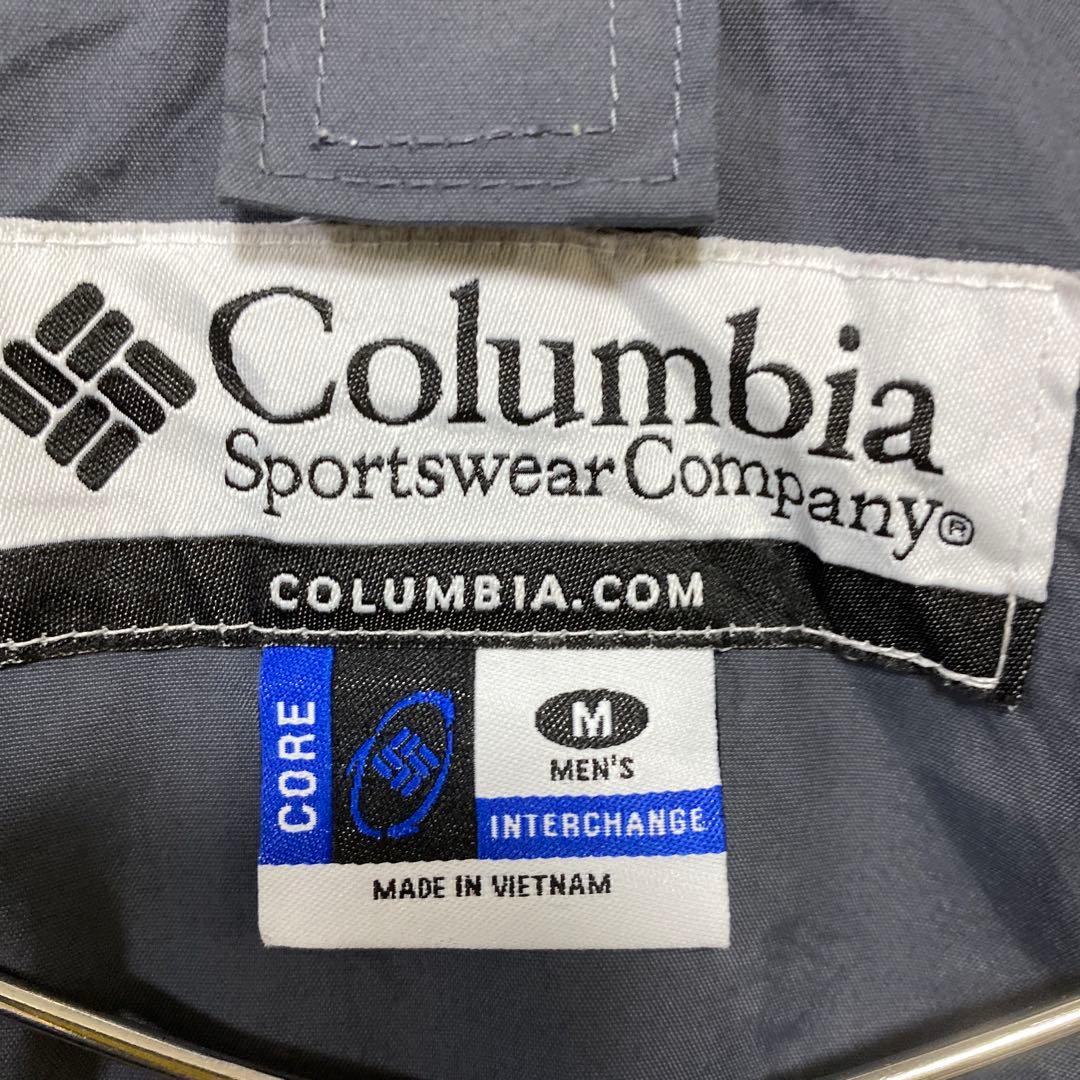 Columbia
Sportswear Company®
COLUMBIA.COM
CORE
M
MEN'S
INTERCHANGE
MADE IN VIETNAM